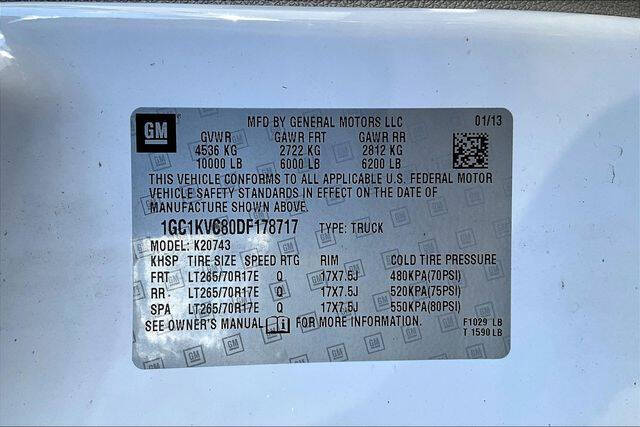 GM MFD BY GENERAL MOTORS LLC 01/13
GVWR GAWR FRT GAWR RR
4536 KG 2722 KG 2812 KG
10000 LB 6000 LB 6200 LB
THIS VEHICLE CONFORMS TO ALL APPLICABLE U.S. FEDERAL MOTOR
VEHICLE SAFETY STANDARDS IN EFFECT ON THE DATE OF
MANUFACTURE SHOWN ABOVE.
1GC1KVC80DF178717 TYPE: TRUCK
MODEL: K20743
KHSP TIRE SIZE SPEED RTG RIM COLD TIRE PRESSURE
FRT LT265/70R17E Q 17X7.5J 480KPA(70PSI)
RR LT265/70R17E Q 17X7.5J 520KPA(75PSI)
SPA LT265/70R17E Q 17X7.5J 550KPA(80PSI)
SEE OWNER'S MANUAL FOR MORE INFORMATION.
F1029 LB
T 1590 LB